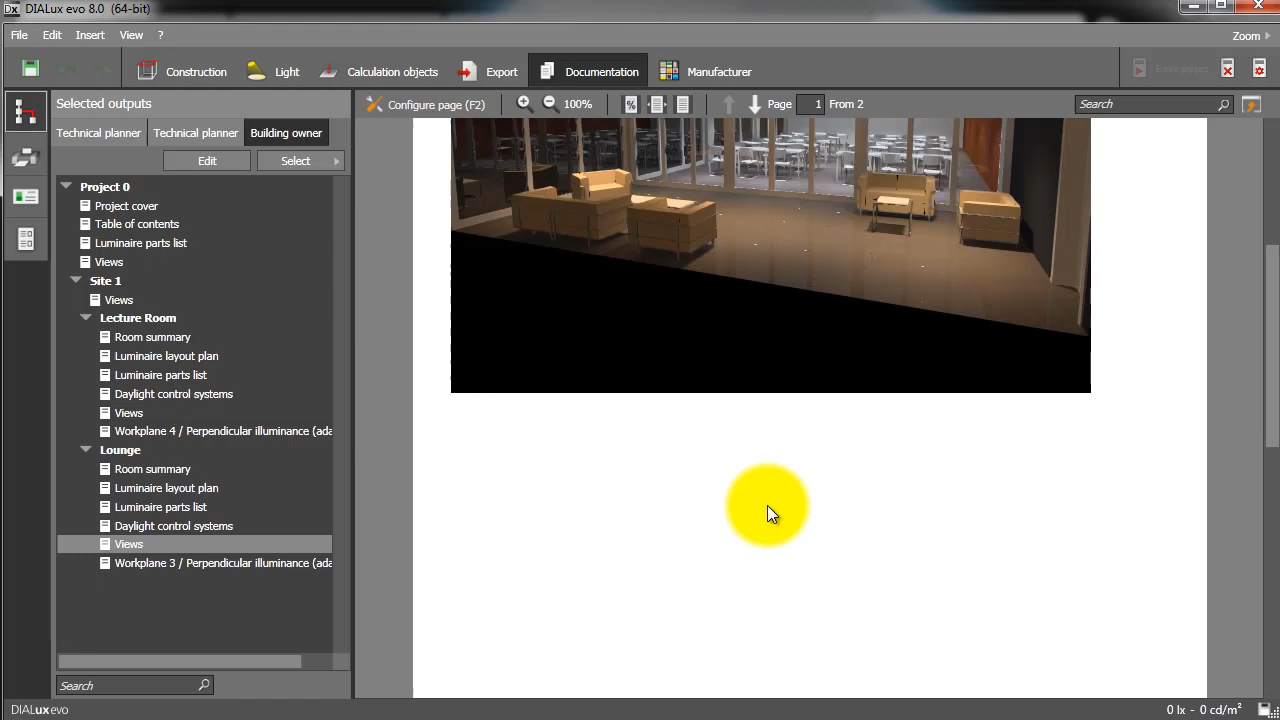 DIALux evo 8.0 (64-bit)
File Edit Insert View ?
Zoom
Construction Light Calculation objects Export Documentation Manufacturer Entire project
Selected outputs
Configure page (F2) 100% Page 1 From 2 Search
Technical planner Technical planner Building owner
Edit Select
Project 0
Project cover
Table of contents
Luminaire parts list
Views
Site 1
Views
Lecture Room
Room summary
Luminaire layout plan
Luminaire parts list
Daylight control systems
Views
Workplane 4 / Perpendicular illuminance (ada
Lounge
Room summary
Luminaire layout plan
Luminaire parts list
Daylight control systems
Views
Workplane 3 / Perpendicular illuminance (ada
Search
DIALux evo
0 lx - 0 cd/m²